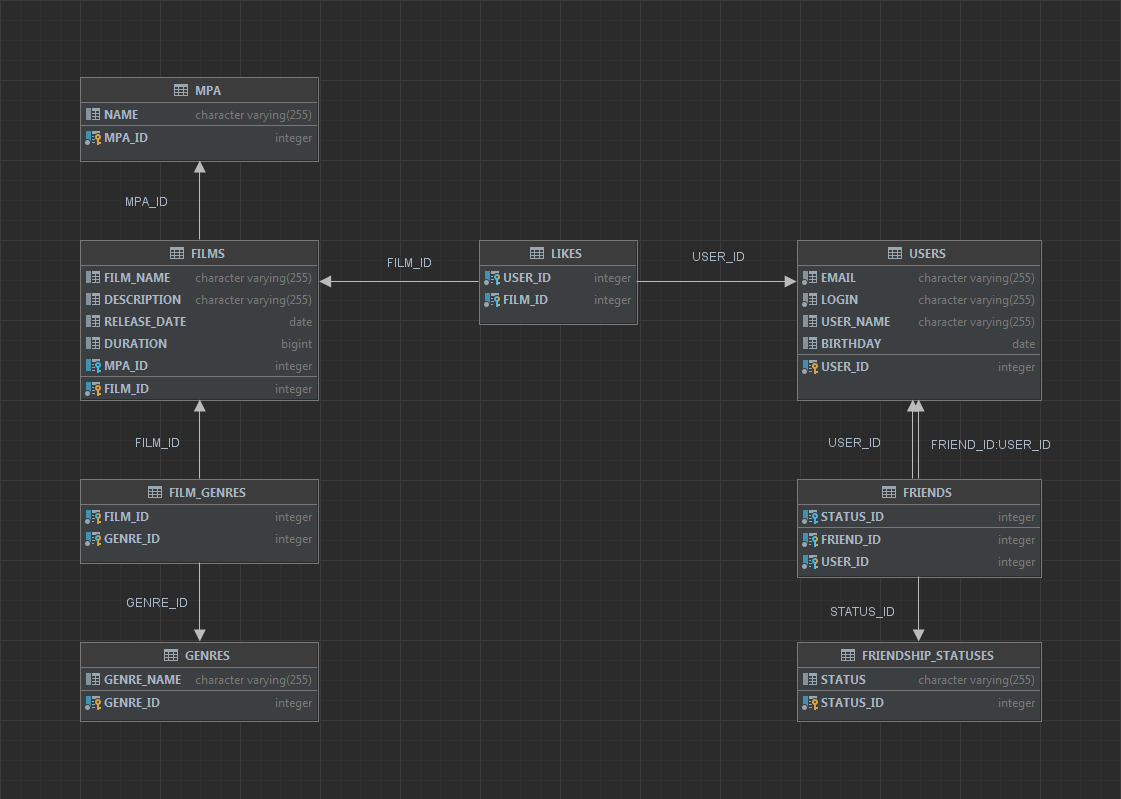 MPA
NAME character varying(255)
MPA_ID integer
MPA_ID
FILMS
FILM_NAME character varying(255)
DESCRIPTION character varying(255)
RELEASE_DATE date
DURATION bigint
MPA_ID integer
FILM_ID integer
FILM_ID
LIKES
USER_ID integer
FILM_ID integer
USER_ID
USERS
EMAIL character varying(255)
LOGIN character varying(255)
USER_NAME character varying(255)
BIRTHDAY date
USER_ID integer
FILM_ID
FILM_GENRES
FILM_ID integer
GENRE_ID integer
GENRE_ID
GENRES
GENRE_NAME character varying(255)
GENRE_ID integer
USER_ID
FRIEND_ID:USER_ID
FRIENDS
STATUS_ID integer
FRIEND_ID integer
USER_ID integer
STATUS_ID
FRIENDSHIP_STATUSES
STATUS character varying(255)
STATUS_ID integer